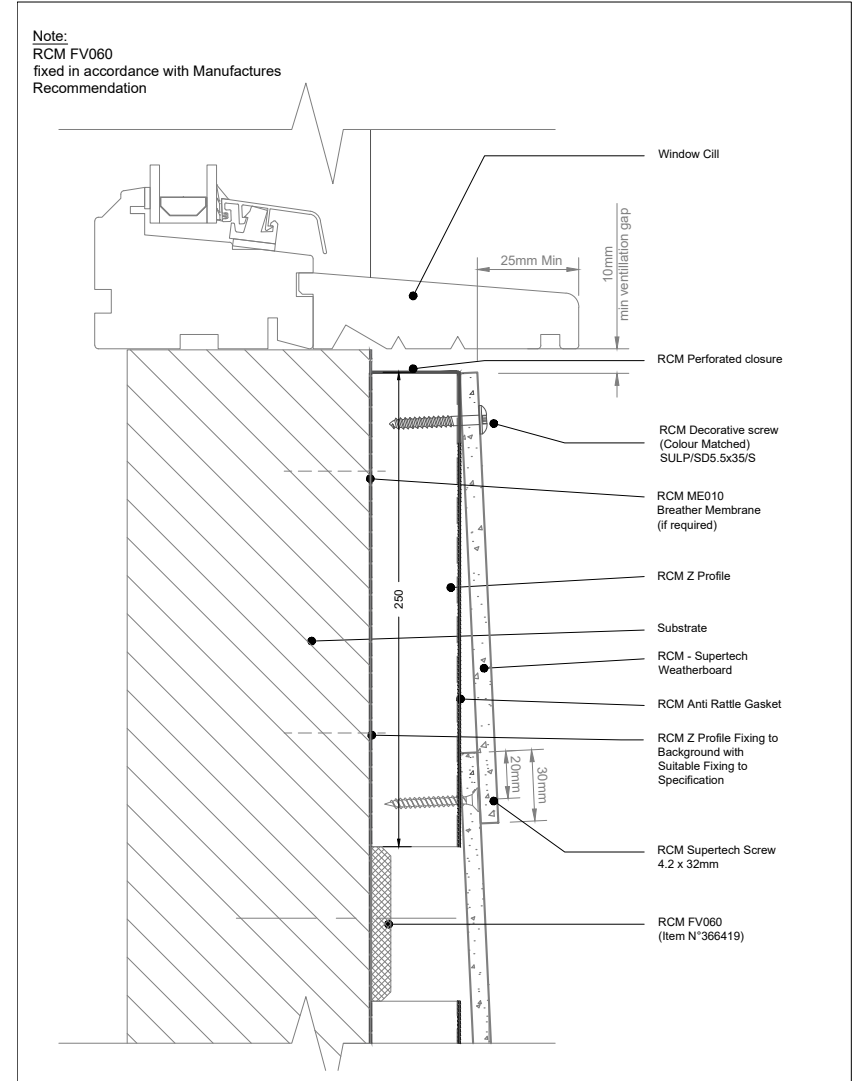 Note:
RCM FV060
fixed in accordance with Manufactures
Recommendation
Window Cill
25mm Min
10mm
min ventillation gap
RCM Perforated closure
RCM Decorative screw
(Colour Matched)
SULP/SD5.5x35/S
RCM ME010
Breather Membrane
(if required)
RCM Z Profile
250
Substrate
RCM - Supertech
Weatherboard
RCM Anti Rattle Gasket
RCM Z Profile Fixing to
Background with
Suitable Fixing to
Specification
20mm
30mm
RCM Supertech Screw
4.2 x 32mm
RCM FV060
(Item N°366419)